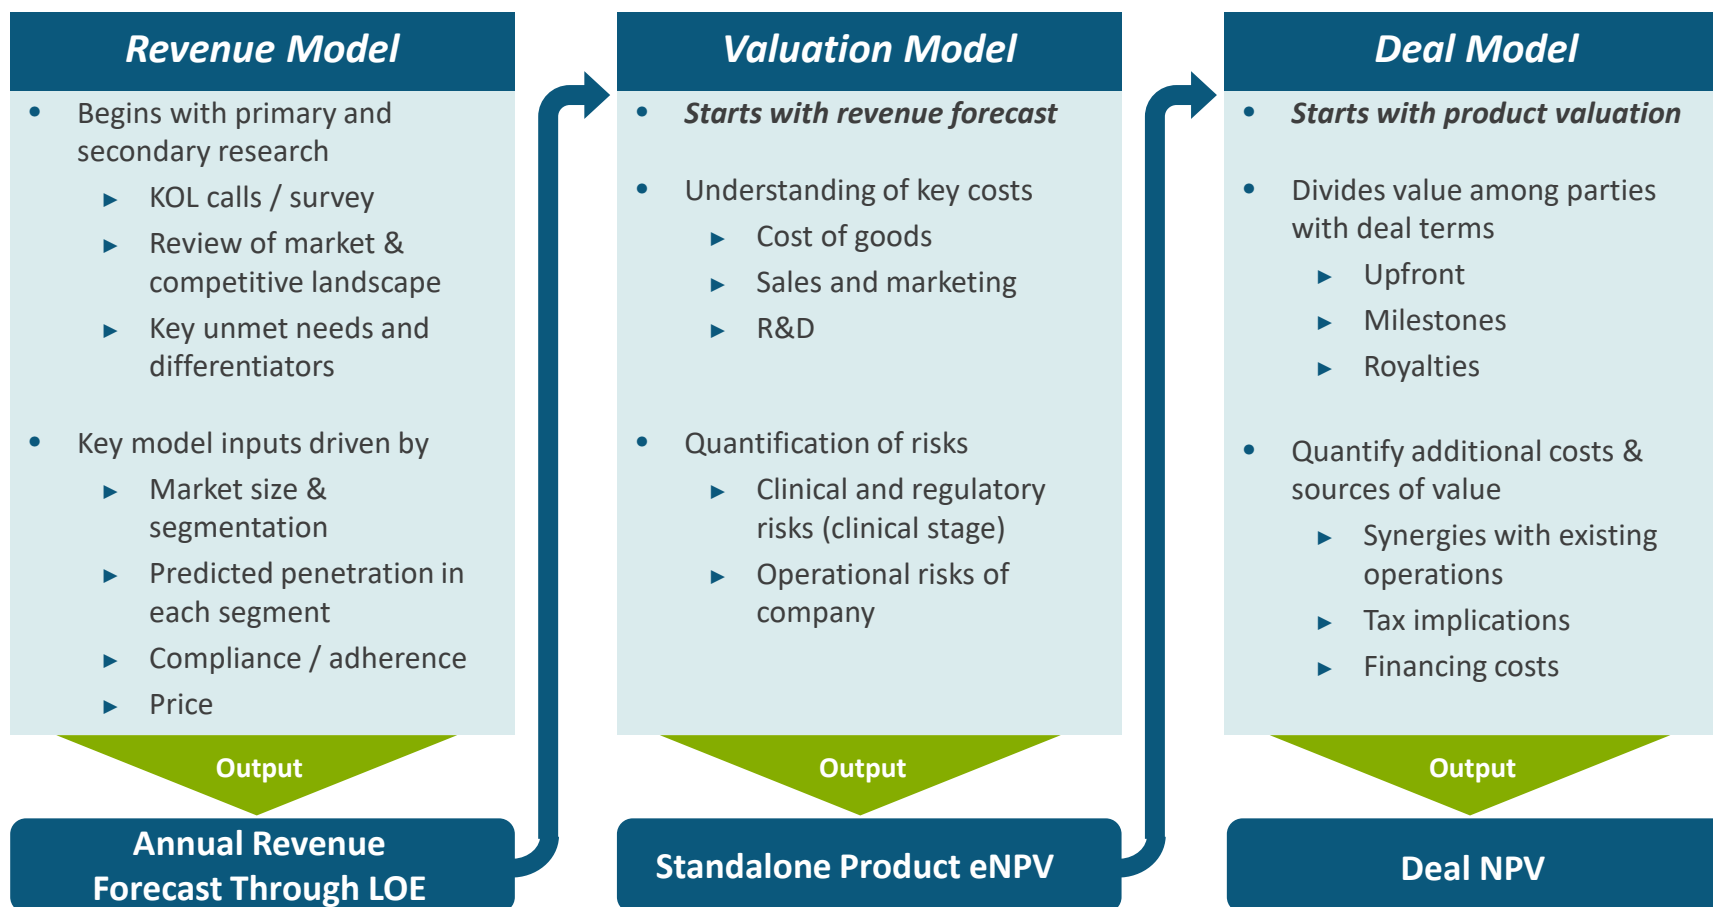 Revenue Model
• Begins with primary and
secondary research
► KOL calls / survey
► Review of market &
competitive landscape
► Key unmet needs and
differentiators
• Key model inputs driven by
► Market size &
segmentation
► Predicted penetration in
each segment
► Compliance / adherence
► Price
Output
Annual Revenue
Forecast Through LOE
Valuation Model
• Starts with revenue forecast
• Understanding of key costs
► Cost of goods
► Sales and marketing
► R&D
• Quantification of risks
► Clinical and regulatory
risks (clinical stage)
► Operational risks of
company
Output
Standalone Product eNPV
Deal Model
• Starts with product valuation
• Divides value among parties
with deal terms
► Upfront
► Milestones
► Royalties
• Quantify additional costs &
sources of value
► Synergies with existing
operations
► Tax implications
► Financing costs
Output
Deal NPV